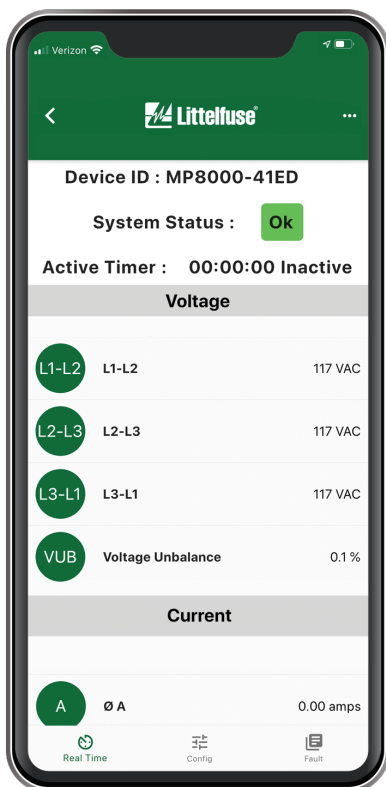 Verizon
Littelfuse®
...
Device ID : MP8000-41ED
System Status : Ok
Active Timer : 00:00:00 Inactive
Voltage
L1-L2 L1-L2 117 VAC
L2-L3 L2-L3 117 VAC
L3-L1 L3-L1 117 VAC
VUB Voltage Unbalance 0.1 %
Current
A Ø A 0.00 amps
Real Time Config Fault